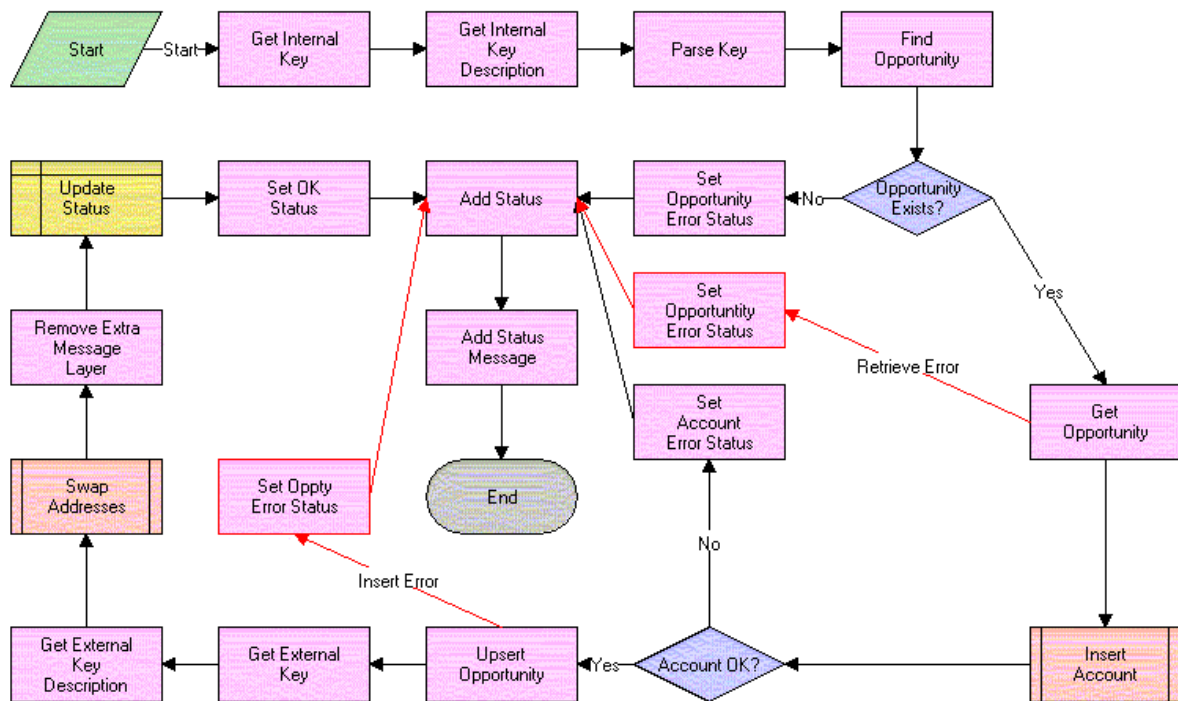 Start
Start
Get Internal
Key
Get Internal
Key
Description
Parse Key
Find
Opportunity
Update
Status
Set OK
Status
Add Status
Set
Opportunity
Error Status
No
Opportunity
Exists?
Yes
Remove Extra
Message
Layer
Add Status
Message
Set
Opportuntity
Error Status
Retrieve Error
Get
Opportunity
Set
Account
Error Status
Swap
Addresses
Set Oppty
Error Status
End
No
Insert Error
Get External
Key
Description
Get External
Key
Upsert
Opportunity
Yes
Account OK?
Insert
Account